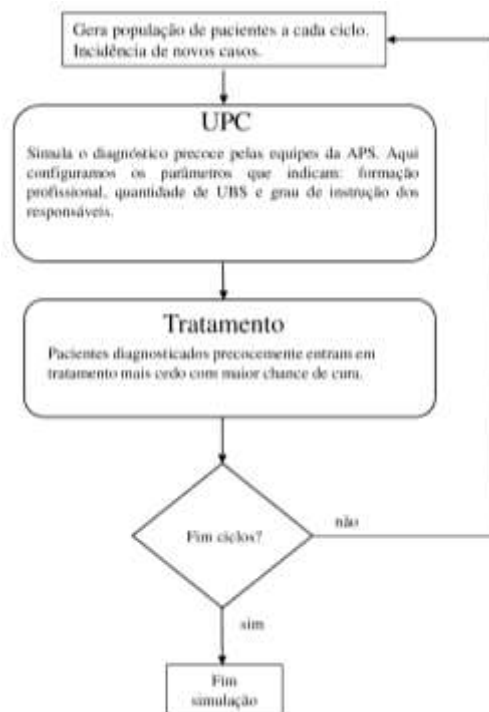 Gera população de pacientes a cada ciclo.
Incidência de novos casos.
UPC
Simula o diagnóstico precoce pelas equipes da APS. Aqui
configuramos os parâmetros que indicam: formação
profissional, quantidade de UBS e grau de instrução dos
responsáveis.
Tratamento
Pacientes diagnosticados precocemente entram em
tratamento mais cedo com maior chance de cura.
Fim ciclos?
não
sim
Fim
simulação